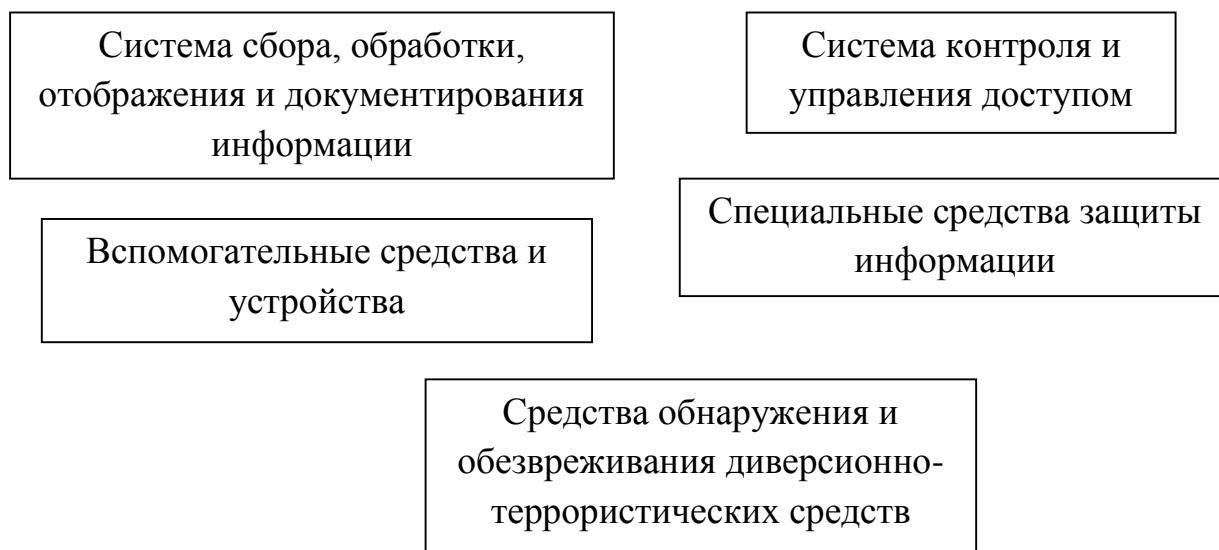 Система сбора, обработки,
отображения и документирования
информации
Система контроля и
управления доступом
Специальные средства защиты
информации
Вспомогательные средства и
устройства
Средства обнаружения и
обезвреживания диверсионно-
террористических средств